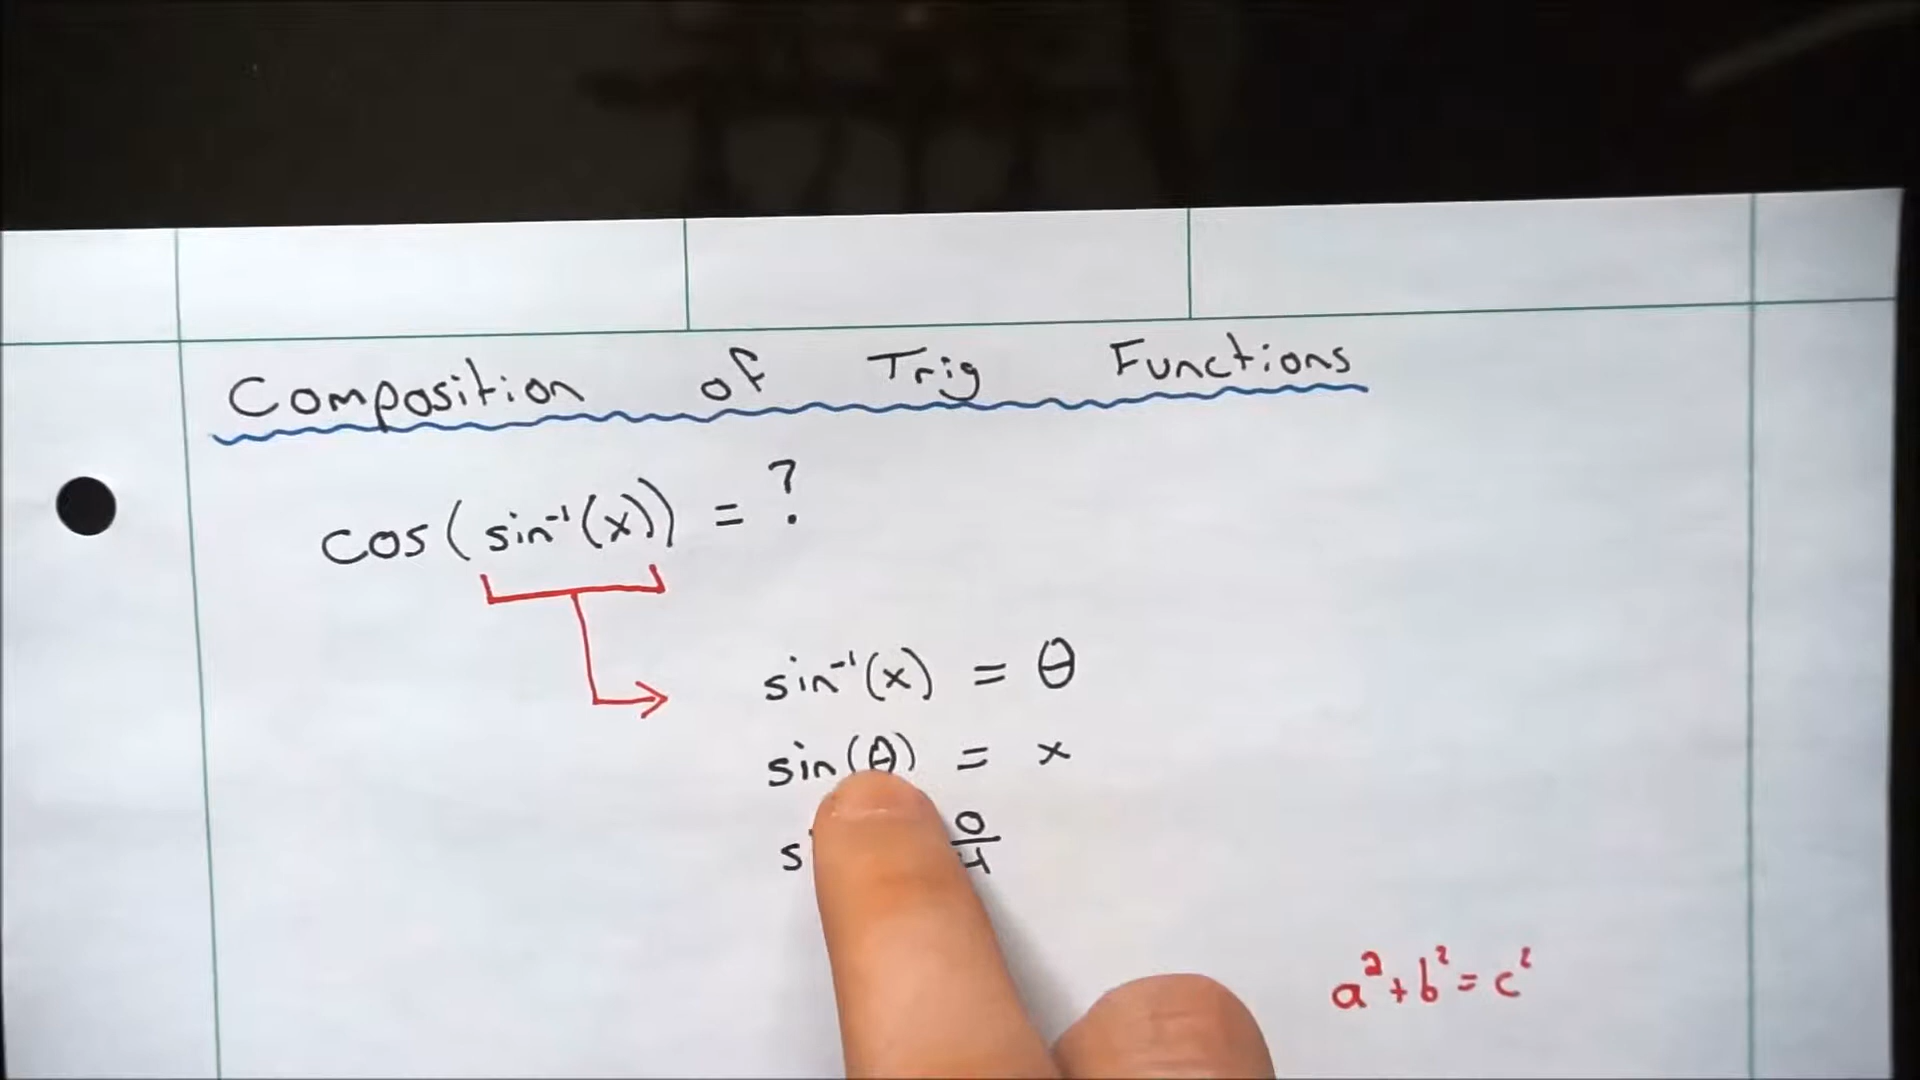 Composition of Trig Functions
cos(sin⁻¹(x)) = ?
sin⁻¹(x) = θ
sin(θ) = x
s O/H
a² + b² = c²